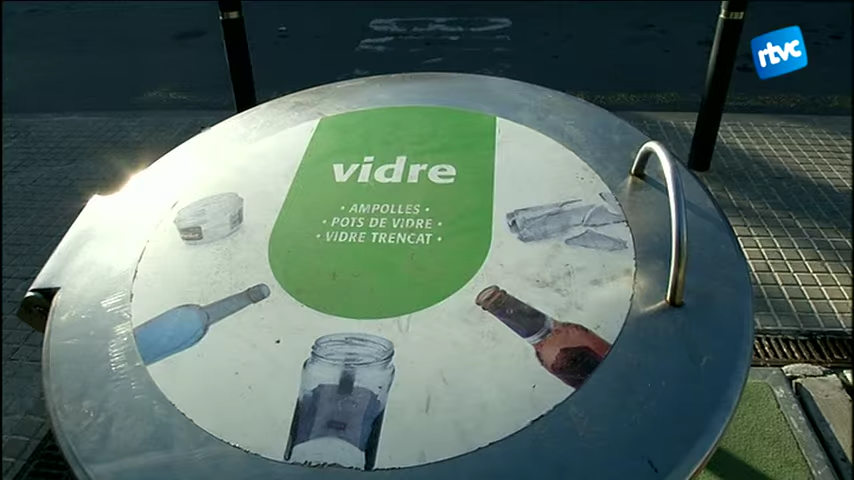 rtvc
vidre
• AMPOLLES •
• POTS DE VIDRE •
• VIDRE TRENCAT •